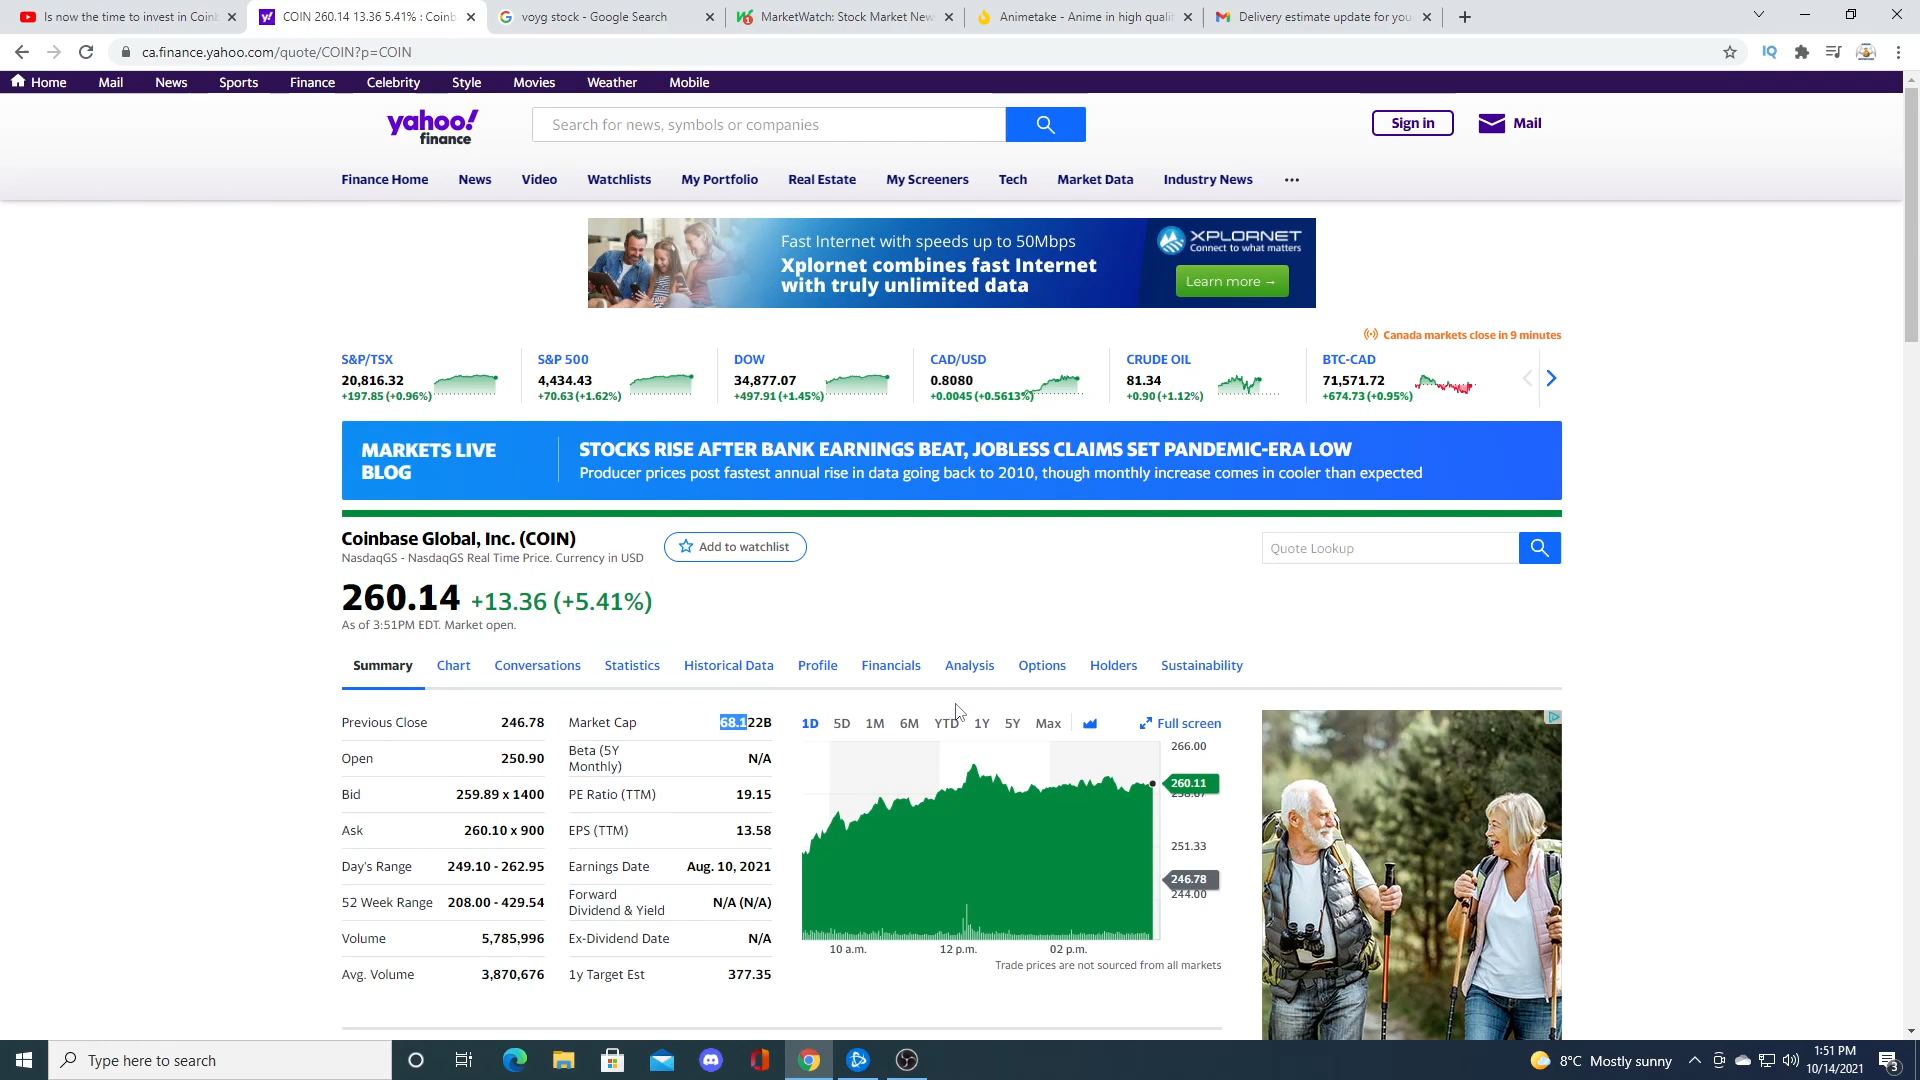 Is now the time to invest in Coinb
COIN 260.14 13.36 5.41% : Coinb
voyg stock - Google Search
MarketWatch: Stock Market New
Animetake - Anime in high qualit
Delivery estimate update for you
ca.finance.yahoo.com/quote/COIN?p=COIN
IQ
Home
Mail
News
Sports
Finance
Celebrity
Style
Movies
Weather
Mobile
yahoo!
finance
Search for news, symbols or companies
Sign in
Mail
Finance Home
News
Video
Watchlists
My Portfolio
Real Estate
My Screeners
Tech
Market Data
Industry News
Fast Internet with speeds up to 50Mbps
Xplornet combines fast Internet
with truly unlimited data
XPLORNET
Connect to what matters
Learn more →
Canada markets close in 9 minutes
S&P/TSX
20,816.32
+197.85 (+0.96%)
S&P 500
4,434.43
+70.63 (+1.62%)
DOW
34,877.07
+497.91 (+1.45%)
CAD/USD
0.8080
+0.0045 (+0.5613%)
CRUDE OIL
81.34
+0.90 (+1.12%)
BTC-CAD
71,571.72
+674.73 (+0.95%)
MARKETS LIVE
BLOG
STOCKS RISE AFTER BANK EARNINGS BEAT, JOBLESS CLAIMS SET PANDEMIC-ERA LOW
Producer prices post fastest annual rise in data going back to 2010, though monthly increase comes in cooler than expected
Coinbase Global, Inc. (COIN)
NasdaqGS - NasdaqGS Real Time Price. Currency in USD
Add to watchlist
Quote Lookup
260.14 +13.36 (+5.41%)
As of 3:51PM EDT. Market open.
Summary
Chart
Conversations
Statistics
Historical Data
Profile
Financials
Analysis
Options
Holders
Sustainability
Previous Close 246.78
Open 250.90
Bid 259.89 x 1400
Ask 260.10 x 900
Day's Range 249.10 - 262.95
52 Week Range 208.00 - 429.54
Volume 5,785,996
Avg. Volume 3,870,676
Market Cap 68.122B
Beta (5Y
Monthly) N/A
PE Ratio (TTM) 19.15
EPS (TTM) 13.58
Earnings Date Aug. 10, 2021
Forward
Dividend & Yield N/A (N/A)
Ex-Dividend Date N/A
1y Target Est 377.35
1D 5D 1M 6M YTD 1Y 5Y Max
Full screen
266.00
260.11
251.33
246.78
244.00
10 a.m.
12 p.m.
02 p.m.
Trade prices are not sourced from all markets
Type here to search
8°C Mostly sunny
1:51 PM
10/14/2021
3